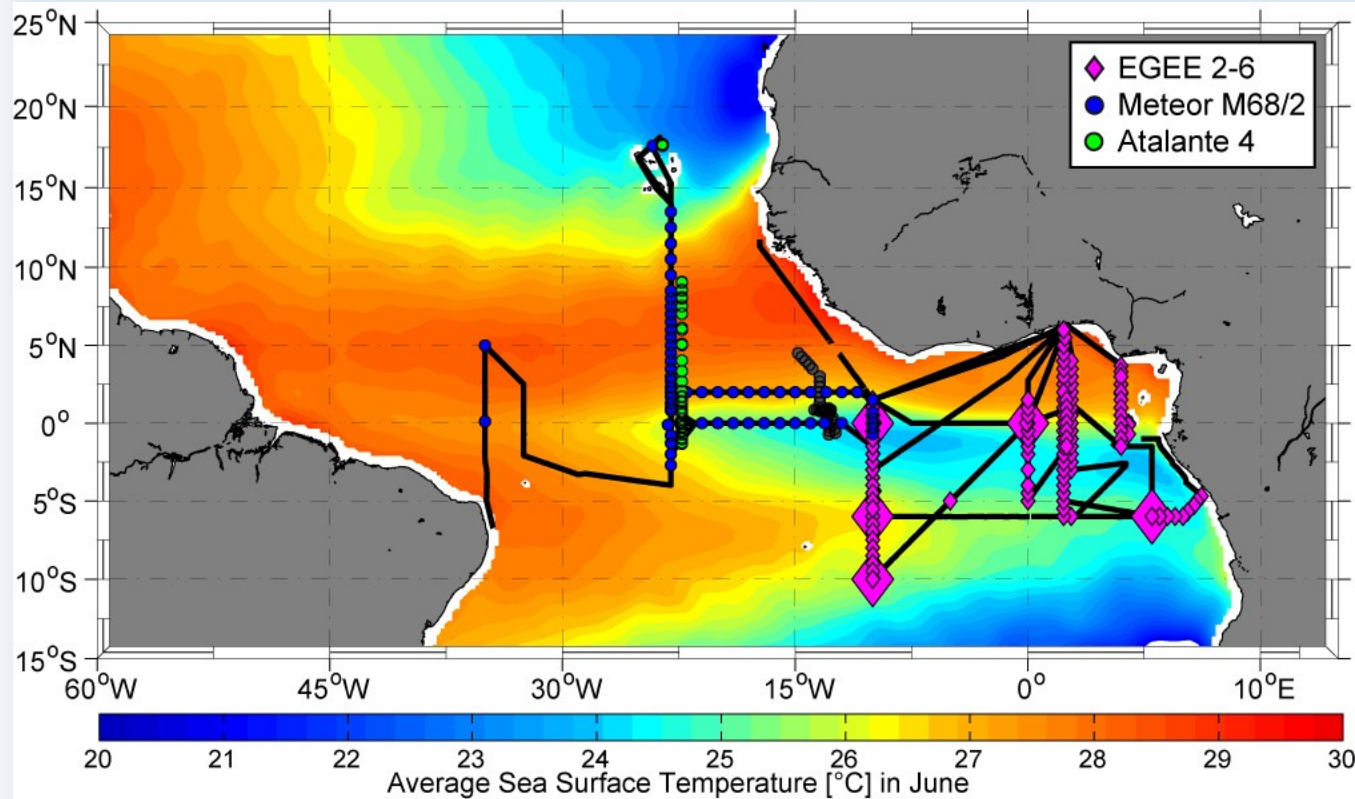 25°N
20°N
15°N
10°N
5°N
0°
5°S
10°S
15°S
EGEE 2-6
Meteor M68/2
Atalante 4
60°W 45°W 30°W 15°W 0° 10°E
20 21 22 23 24 25 26 27 28 29 30
Average Sea Surface Temperature [°C] in June